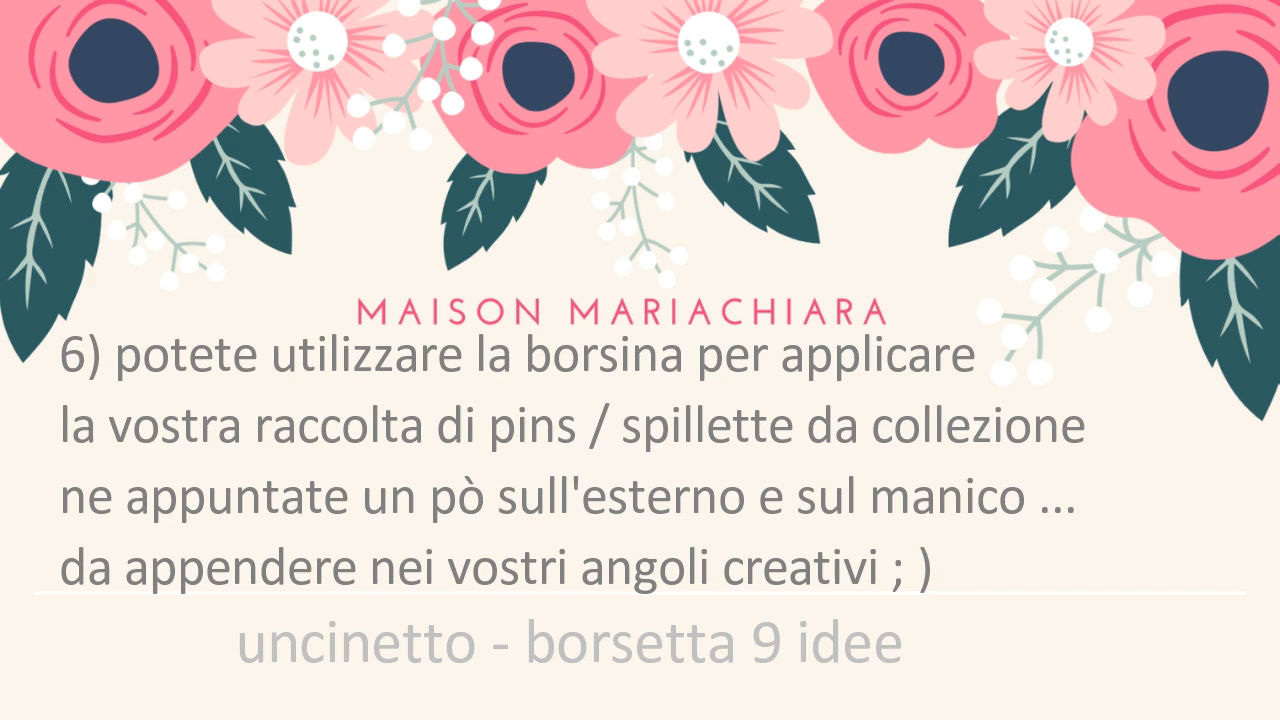 MAISON MARIACHIARA
6) potete utilizzare la borsina per applicare
la vostra raccolta di pins / spillette da collezione
ne appuntate un pò sull'esterno e sul manico ...
da appendere nei vostri angoli creativi ; )
uncinetto - borsetta 9 idee